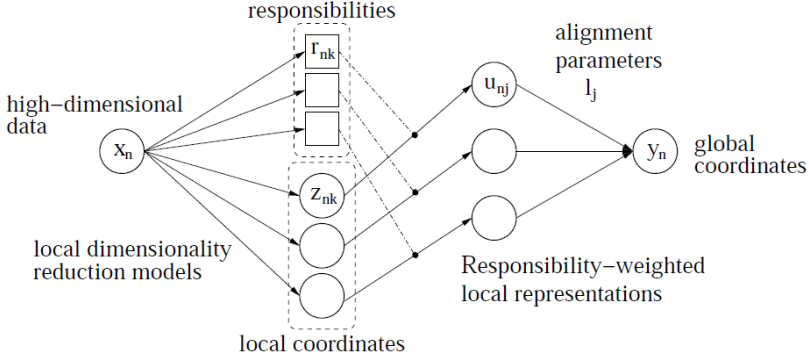 responsibilities
r_nk
high−dimensional
data
x_n
z_nk
local dimensionality
reduction models
local coordinates
u_nj
alignment
parameters
l_j
y_n
global
coordinates
Responsibility−weighted
local representations